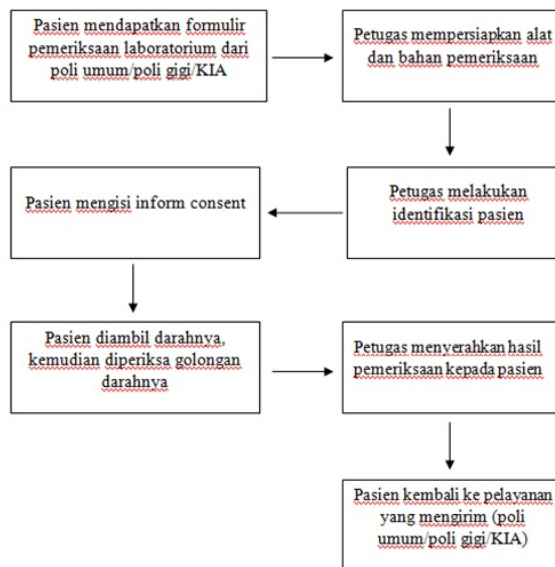 Pasien mendapatkan formulir
pemeriksaan laboratorium dari
poli umum/poli gigi/KIA
Petugas mempersiapkan alat
dan bahan pemeriksaan
Petugas melakukan
identifikasi pasien
Pasien mengisi inform consent
Pasien diambil darahnya,
kemudian diperiksa golongan
darahnya
Petugas menyerahkan hasil
pemeriksaan kepada pasien
Pasien kembali ke pelayanan
yang mengirim (poli
umum/poli gigi/KIA)